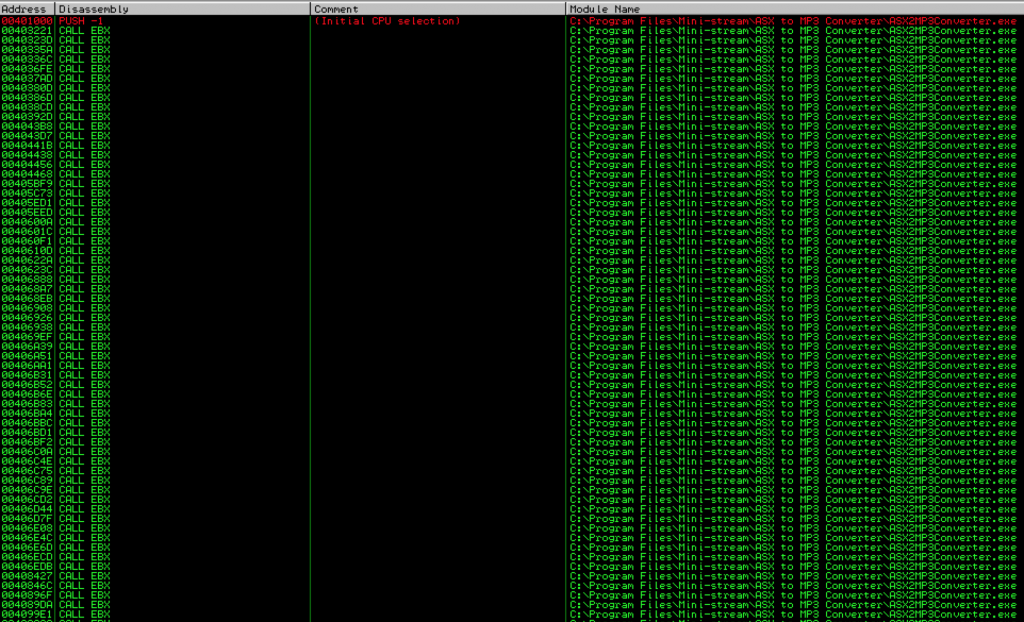 Address Disassembly Comment Module Name
00401000 PUSH -1 (Initial CPU selection) C:\Program Files\Mini-stream\ASX to MP3 Converter\ASX2MP3Converter.exe
00403221 CALL EBX C:\Program Files\Mini-stream\ASX to MP3 Converter\ASX2MP3Converter.exe
0040323D CALL EBX C:\Program Files\Mini-stream\ASX to MP3 Converter\ASX2MP3Converter.exe
0040335A CALL EBX C:\Program Files\Mini-stream\ASX to MP3 Converter\ASX2MP3Converter.exe
0040336C CALL EBX C:\Program Files\Mini-stream\ASX to MP3 Converter\ASX2MP3Converter.exe
004036FE CALL EBX C:\Program Files\Mini-stream\ASX to MP3 Converter\ASX2MP3Converter.exe
004037AD CALL EBX C:\Program Files\Mini-stream\ASX to MP3 Converter\ASX2MP3Converter.exe
0040380D CALL EBX C:\Program Files\Mini-stream\ASX to MP3 Converter\ASX2MP3Converter.exe
0040386D CALL EBX C:\Program Files\Mini-stream\ASX to MP3 Converter\ASX2MP3Converter.exe
004038CD CALL EBX C:\Program Files\Mini-stream\ASX to MP3 Converter\ASX2MP3Converter.exe
0040392D CALL EBX C:\Program Files\Mini-stream\ASX to MP3 Converter\ASX2MP3Converter.exe
004043B8 CALL EBX C:\Program Files\Mini-stream\ASX to MP3 Converter\ASX2MP3Converter.exe
004043D7 CALL EBX C:\Program Files\Mini-stream\ASX to MP3 Converter\ASX2MP3Converter.exe
0040441B CALL EBX C:\Program Files\Mini-stream\ASX to MP3 Converter\ASX2MP3Converter.exe
00404438 CALL EBX C:\Program Files\Mini-stream\ASX to MP3 Converter\ASX2MP3Converter.exe
00404456 CALL EBX C:\Program Files\Mini-stream\ASX to MP3 Converter\ASX2MP3Converter.exe
00404468 CALL EBX C:\Program Files\Mini-stream\ASX to MP3 Converter\ASX2MP3Converter.exe
00405BF9 CALL EBX C:\Program Files\Mini-stream\ASX to MP3 Converter\ASX2MP3Converter.exe
00405C73 CALL EBX C:\Program Files\Mini-stream\ASX to MP3 Converter\ASX2MP3Converter.exe
00405ED1 CALL EBX C:\Program Files\Mini-stream\ASX to MP3 Converter\ASX2MP3Converter.exe
00405EED CALL EBX C:\Program Files\Mini-stream\ASX to MP3 Converter\ASX2MP3Converter.exe
0040600A CALL EBX C:\Program Files\Mini-stream\ASX to MP3 Converter\ASX2MP3Converter.exe
0040601C CALL EBX C:\Program Files\Mini-stream\ASX to MP3 Converter\ASX2MP3Converter.exe
004060F1 CALL EBX C:\Program Files\Mini-stream\ASX to MP3 Converter\ASX2MP3Converter.exe
0040610D CALL EBX C:\Program Files\Mini-stream\ASX to MP3 Converter\ASX2MP3Converter.exe
0040622A CALL EBX C:\Program Files\Mini-stream\ASX to MP3 Converter\ASX2MP3Converter.exe
0040623C CALL EBX C:\Program Files\Mini-stream\ASX to MP3 Converter\ASX2MP3Converter.exe
00406888 CALL EBX C:\Program Files\Mini-stream\ASX to MP3 Converter\ASX2MP3Converter.exe
004068A7 CALL EBX C:\Program Files\Mini-stream\ASX to MP3 Converter\ASX2MP3Converter.exe
004068EB CALL EBX C:\Program Files\Mini-stream\ASX to MP3 Converter\ASX2MP3Converter.exe
00406908 CALL EBX C:\Program Files\Mini-stream\ASX to MP3 Converter\ASX2MP3Converter.exe
00406926 CALL EBX C:\Program Files\Mini-stream\ASX to MP3 Converter\ASX2MP3Converter.exe
00406938 CALL EBX C:\Program Files\Mini-stream\ASX to MP3 Converter\ASX2MP3Converter.exe
004069EF CALL EBX C:\Program Files\Mini-stream\ASX to MP3 Converter\ASX2MP3Converter.exe
00406A39 CALL EBX C:\Program Files\Mini-stream\ASX to MP3 Converter\ASX2MP3Converter.exe
00406A51 CALL EBX C:\Program Files\Mini-stream\ASX to MP3 Converter\ASX2MP3Converter.exe
00406AA1 CALL EBX C:\Program Files\Mini-stream\ASX to MP3 Converter\ASX2MP3Converter.exe
00406B31 CALL EBX C:\Program Files\Mini-stream\ASX to MP3 Converter\ASX2MP3Converter.exe
00406B52 CALL EBX C:\Program Files\Mini-stream\ASX to MP3 Converter\ASX2MP3Converter.exe
00406B6E CALL EBX C:\Program Files\Mini-stream\ASX to MP3 Converter\ASX2MP3Converter.exe
00406B83 CALL EBX C:\Program Files\Mini-stream\ASX to MP3 Converter\ASX2MP3Converter.exe
00406BA4 CALL EBX C:\Program Files\Mini-stream\ASX to MP3 Converter\ASX2MP3Converter.exe
00406BBC CALL EBX C:\Program Files\Mini-stream\ASX to MP3 Converter\ASX2MP3Converter.exe
00406BD1 CALL EBX C:\Program Files\Mini-stream\ASX to MP3 Converter\ASX2MP3Converter.exe
00406BF2 CALL EBX C:\Program Files\Mini-stream\ASX to MP3 Converter\ASX2MP3Converter.exe
00406C0A CALL EBX C:\Program Files\Mini-stream\ASX to MP3 Converter\ASX2MP3Converter.exe
00406C4E CALL EBX C:\Program Files\Mini-stream\ASX to MP3 Converter\ASX2MP3Converter.exe
00406C75 CALL EBX C:\Program Files\Mini-stream\ASX to MP3 Converter\ASX2MP3Converter.exe
00406C89 CALL EBX C:\Program Files\Mini-stream\ASX to MP3 Converter\ASX2MP3Converter.exe
00406C9E CALL EBX C:\Program Files\Mini-stream\ASX to MP3 Converter\ASX2MP3Converter.exe
00406CD2 CALL EBX C:\Program Files\Mini-stream\ASX to MP3 Converter\ASX2MP3Converter.exe
00406D44 CALL EBX C:\Program Files\Mini-stream\ASX to MP3 Converter\ASX2MP3Converter.exe
00406D7F CALL EBX C:\Program Files\Mini-stream\ASX to MP3 Converter\ASX2MP3Converter.exe
00406E08 CALL EBX C:\Program Files\Mini-stream\ASX to MP3 Converter\ASX2MP3Converter.exe
00406E4C CALL EBX C:\Program Files\Mini-stream\ASX to MP3 Converter\ASX2MP3Converter.exe
00406E6D CALL EBX C:\Program Files\Mini-stream\ASX to MP3 Converter\ASX2MP3Converter.exe
00406ECD CALL EBX C:\Program Files\Mini-stream\ASX to MP3 Converter\ASX2MP3Converter.exe
00406EDB CALL EBX C:\Program Files\Mini-stream\ASX to MP3 Converter\ASX2MP3Converter.exe
00408427 CALL EBX C:\Program Files\Mini-stream\ASX to MP3 Converter\ASX2MP3Converter.exe
0040846C CALL EBX C:\Program Files\Mini-stream\ASX to MP3 Converter\ASX2MP3Converter.exe
0040896F CALL EBX C:\Program Files\Mini-stream\ASX to MP3 Converter\ASX2MP3Converter.exe
004089DA CALL EBX C:\Program Files\Mini-stream\ASX to MP3 Converter\ASX2MP3Converter.exe
004099E1 CALL EBX C:\Program Files\Mini-stream\ASX to MP3 Converter\ASX2MP3Converter.exe